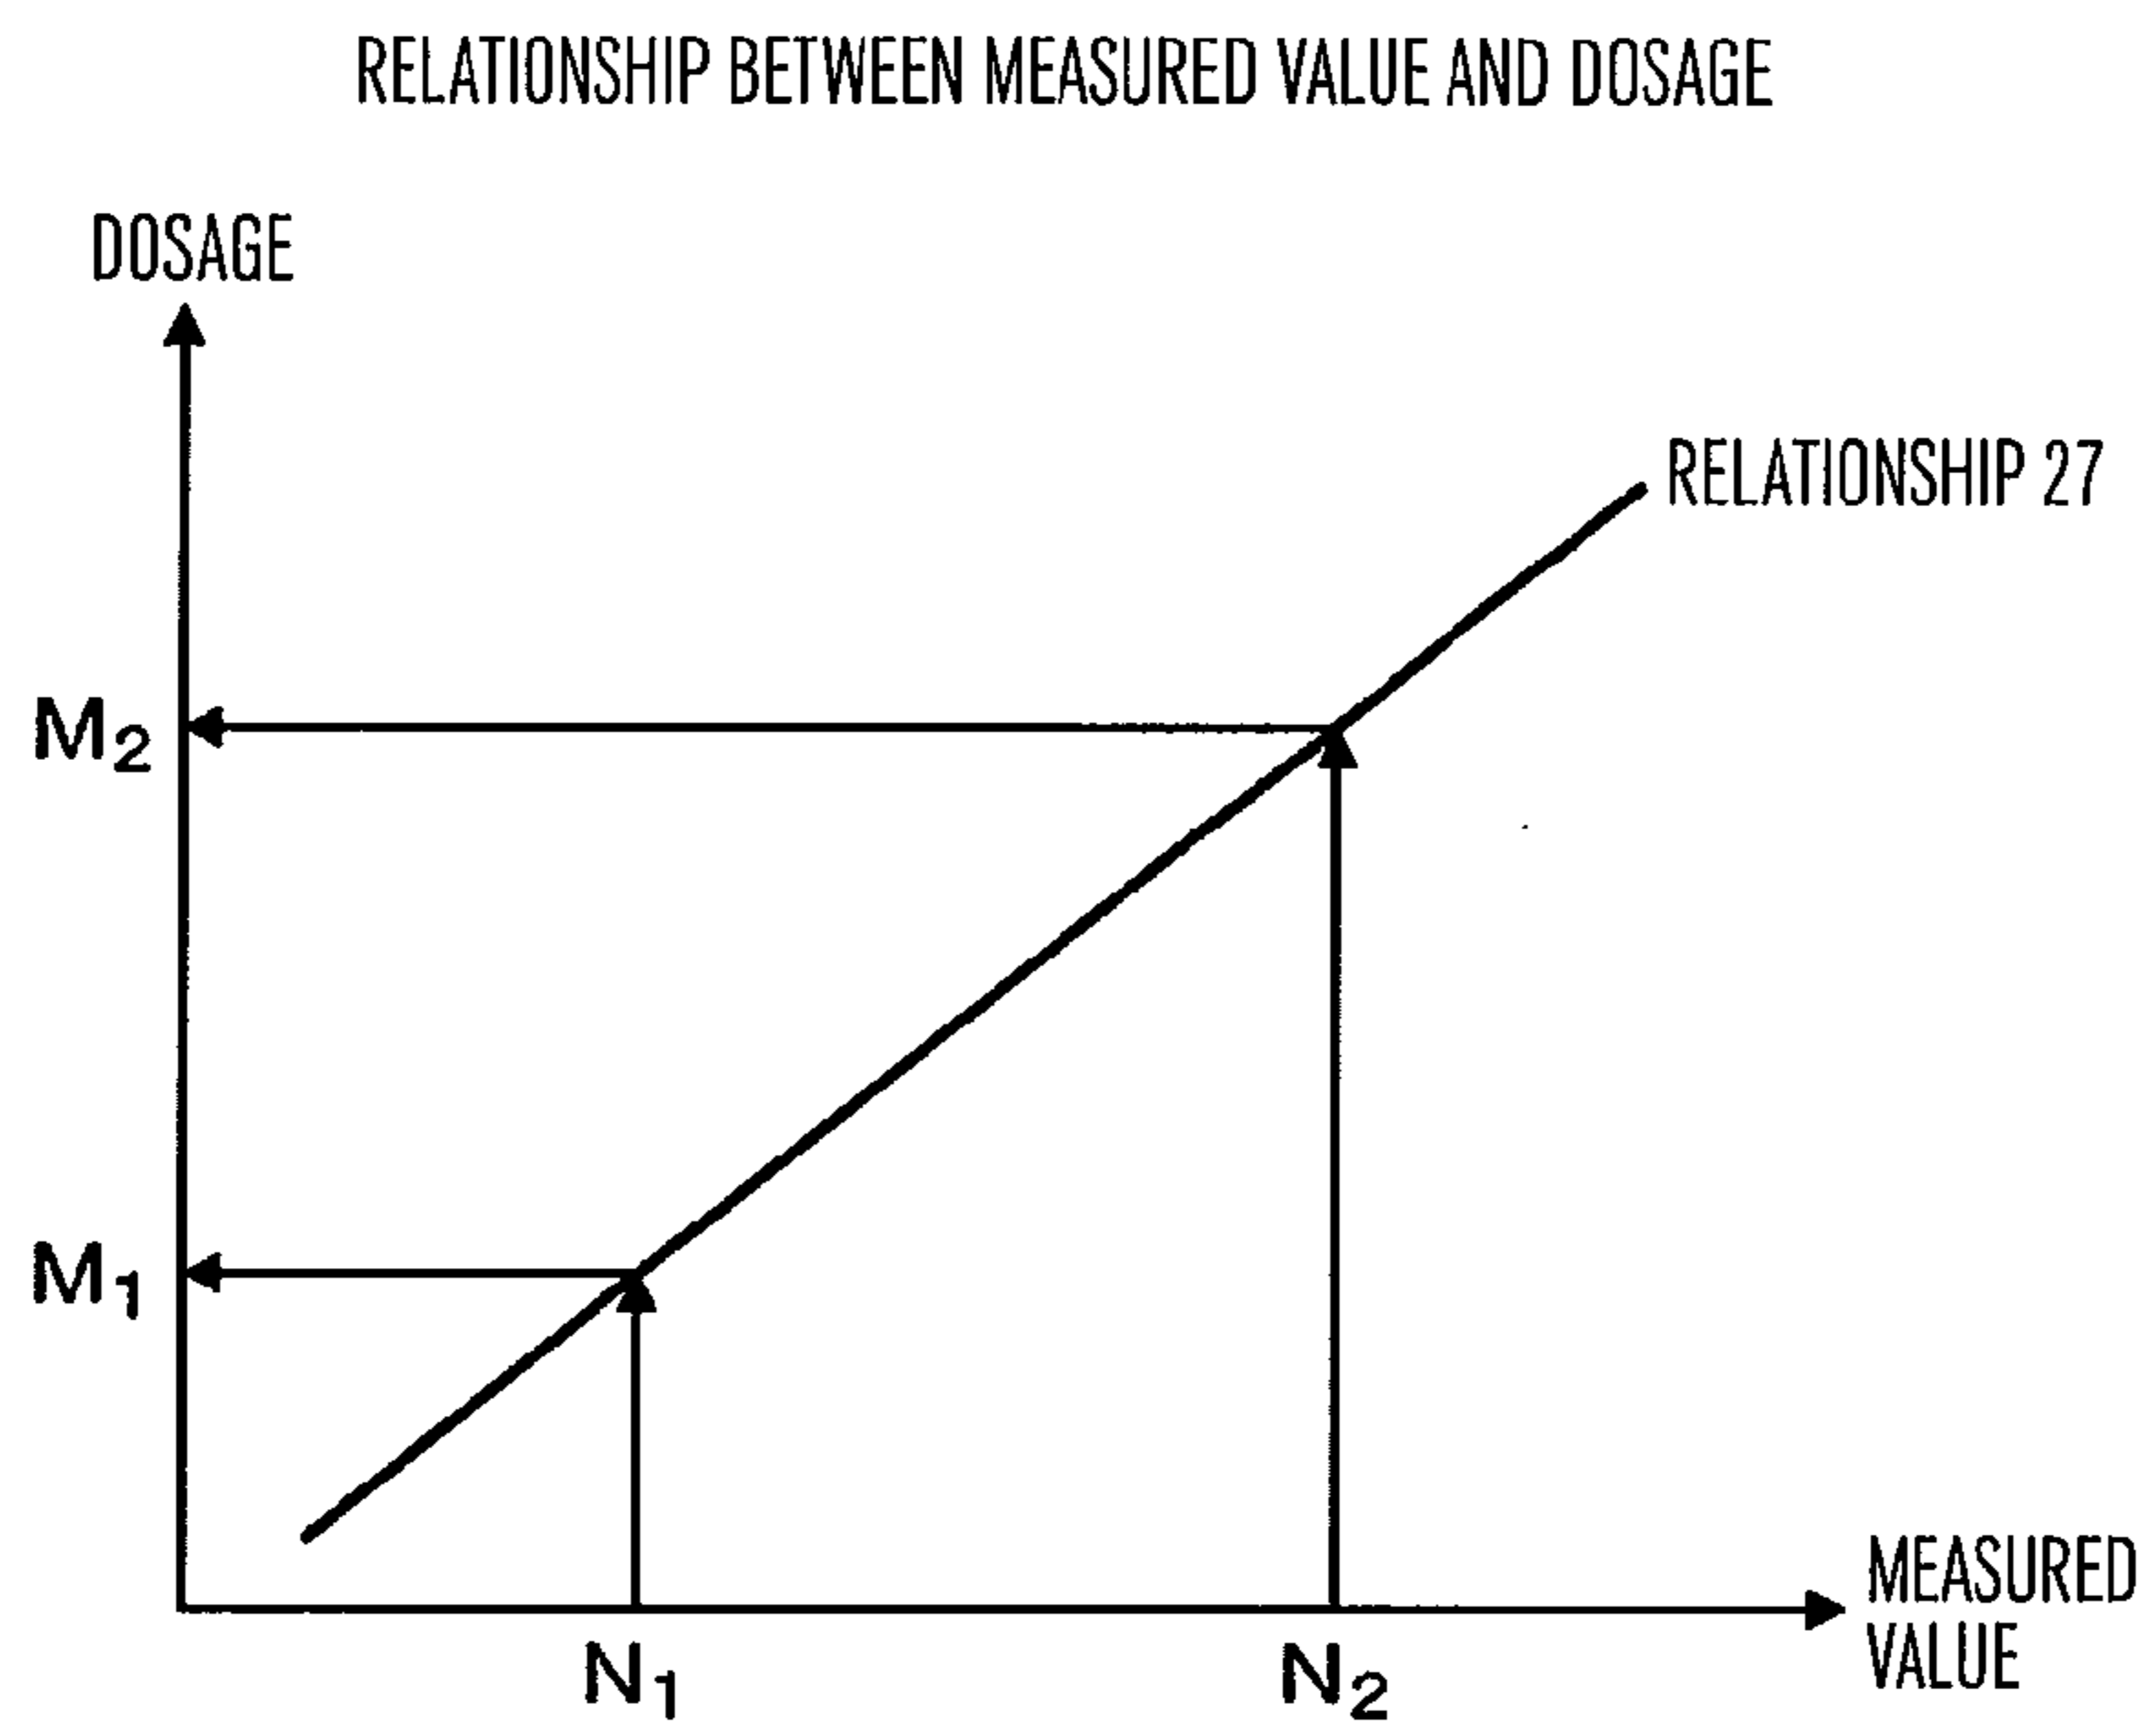 RELATIONSHIP BETWEEN MEASURED VALUE AND DOSAGE
DOSAGE
RELATIONSHIP 27
M2
M1
MEASURED
VALUE
N1
N2